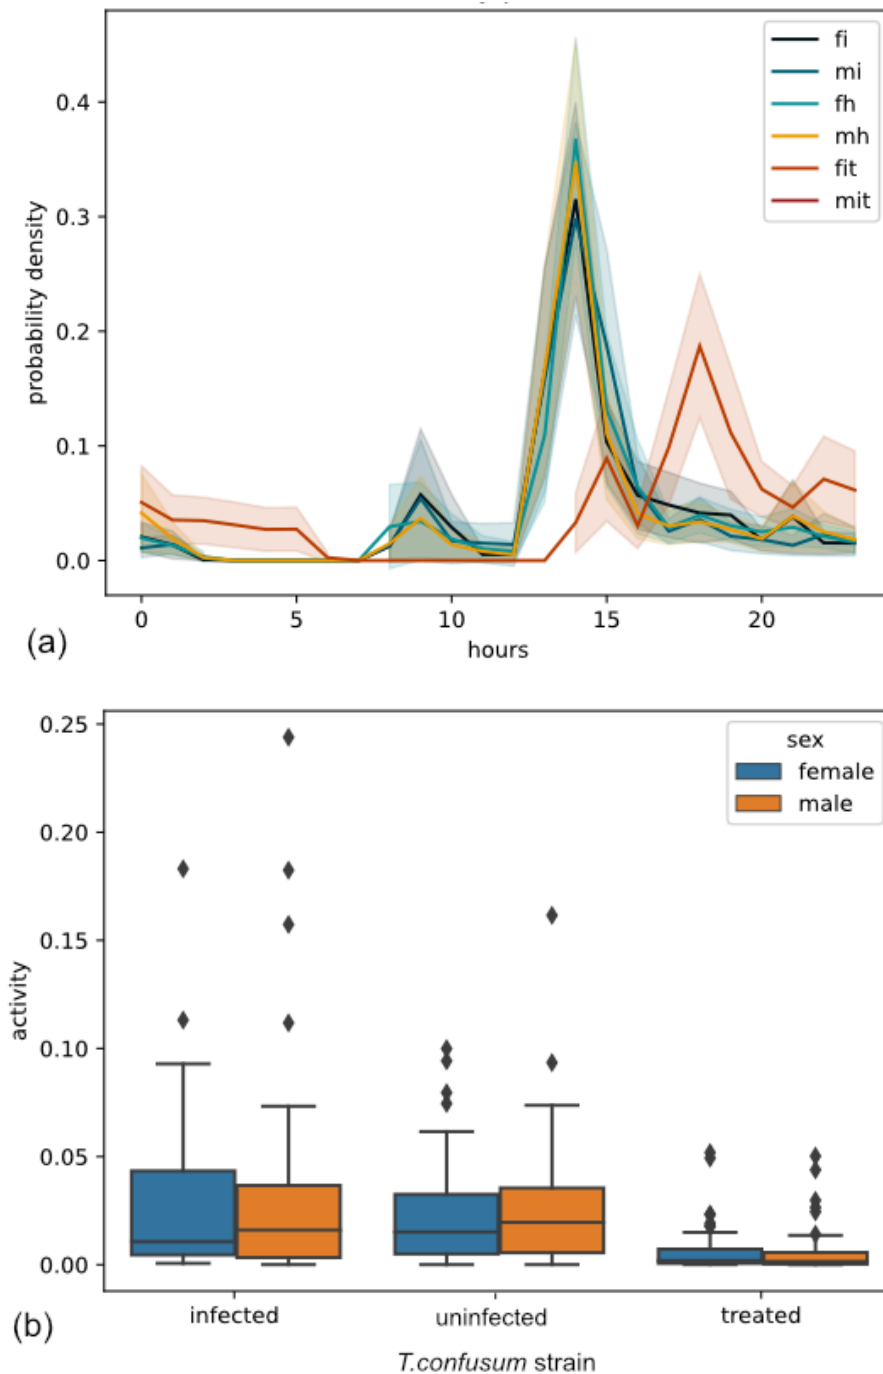 fi
mi
fh
mh
fit
mit
0.4
0.3
0.2
0.1
0.0
probability density
0 5 10 15 20
hours
(a)
0.25
0.20
0.15
0.10
0.05
0.00
activity
sex
female
male
infected uninfected treated
(b)
T.confusum strain